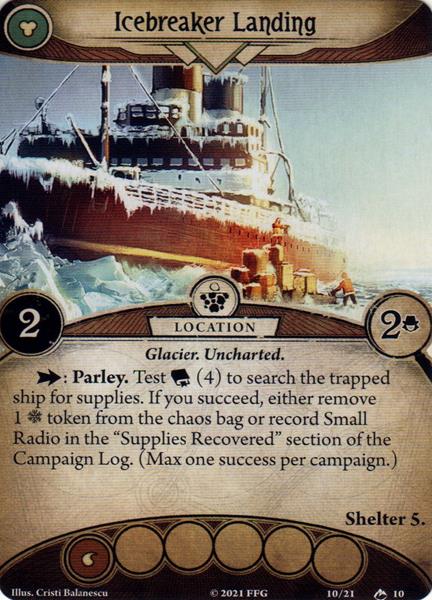 Icebreaker Landing
2
LOCATION
2
Glacier. Uncharted.
: Parley. Test (4) to search the trapped
ship for supplies. If you succeed, either remove
1 token from the chaos bag or record Small
Radio in the “Supplies Recovered” section of the
Campaign Log. (Max one success per campaign.)
Shelter 5.
Illus. Cristi Balanescu
© 2021 FFG
10/21
10